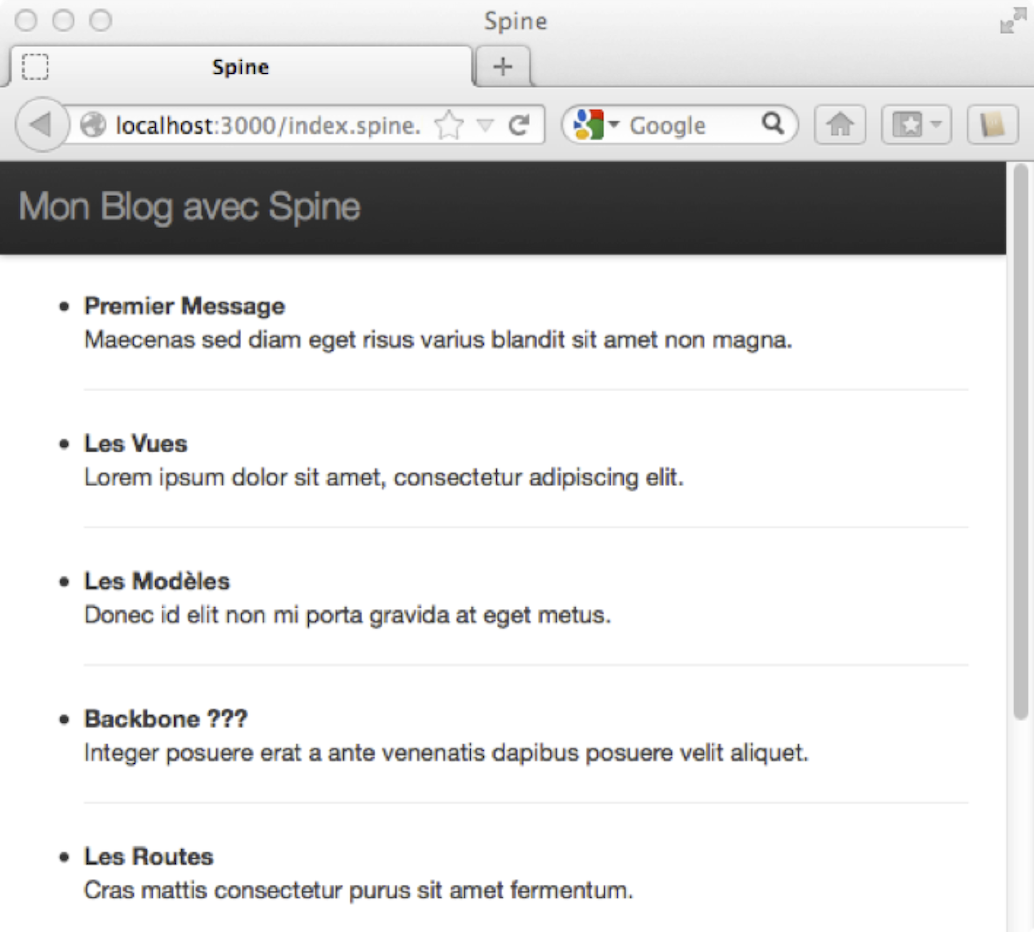 Spine
Spine
localhost:3000/index.spine.
Google
Mon Blog avec Spine
Premier Message
Maecenas sed diam eget risus varius blandit sit amet non magna.
Les Vues
Lorem ipsum dolor sit amet, consectetur adipiscing elit.
Les Modèles
Donec id elit non mi porta gravida at eget metus.
Backbone ???
Integer posuere erat a ante venenatis dapibus posuere velit aliquet.
Les Routes
Cras mattis consectetur purus sit amet fermentum.